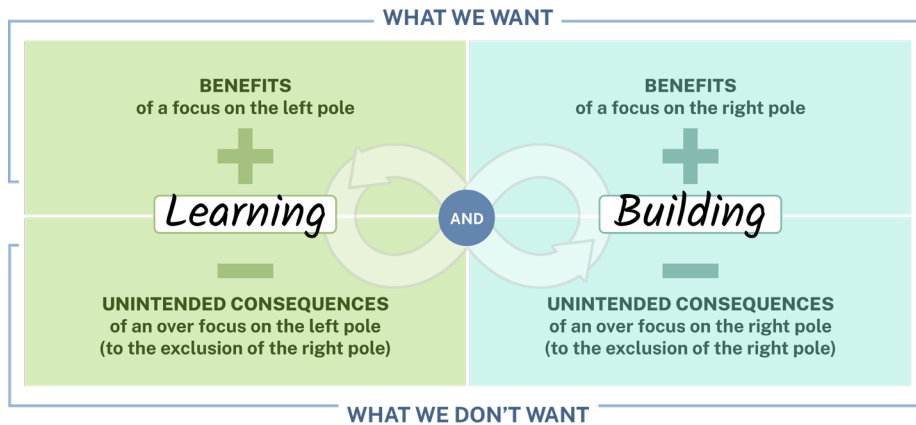 WHAT WE WANT
BENEFITS
of a focus on the left pole
BENEFITS
of a focus on the right pole
Learning
AND
Building
UNINTENDED CONSEQUENCES
of an over focus on the left pole
(to the exclusion of the right pole)
UNINTENDED CONSEQUENCES
of an over focus on the right pole
(to the exclusion of the right pole)
WHAT WE DON'T WANT